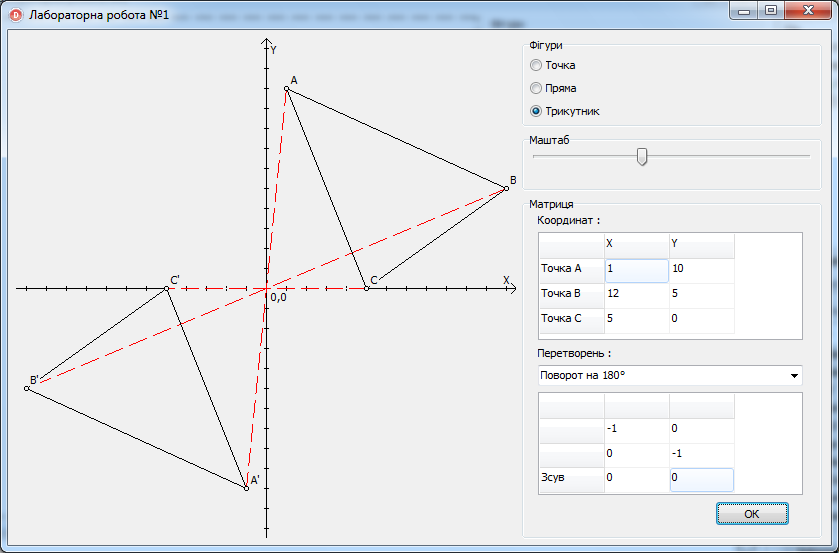 Лабораторна робота №1
Y
A
B
C'
C
X
0,0
B'
A'
Фігури
Точка
Пряма
Трикутник
Маштаб
Матриця
Координат :
X Y
Точка A 1 10
Точка B 12 5
Точка C 5 0
Перетворень :
Поворот на 180°
-1 0
0 -1
Зсув 0 0
OK